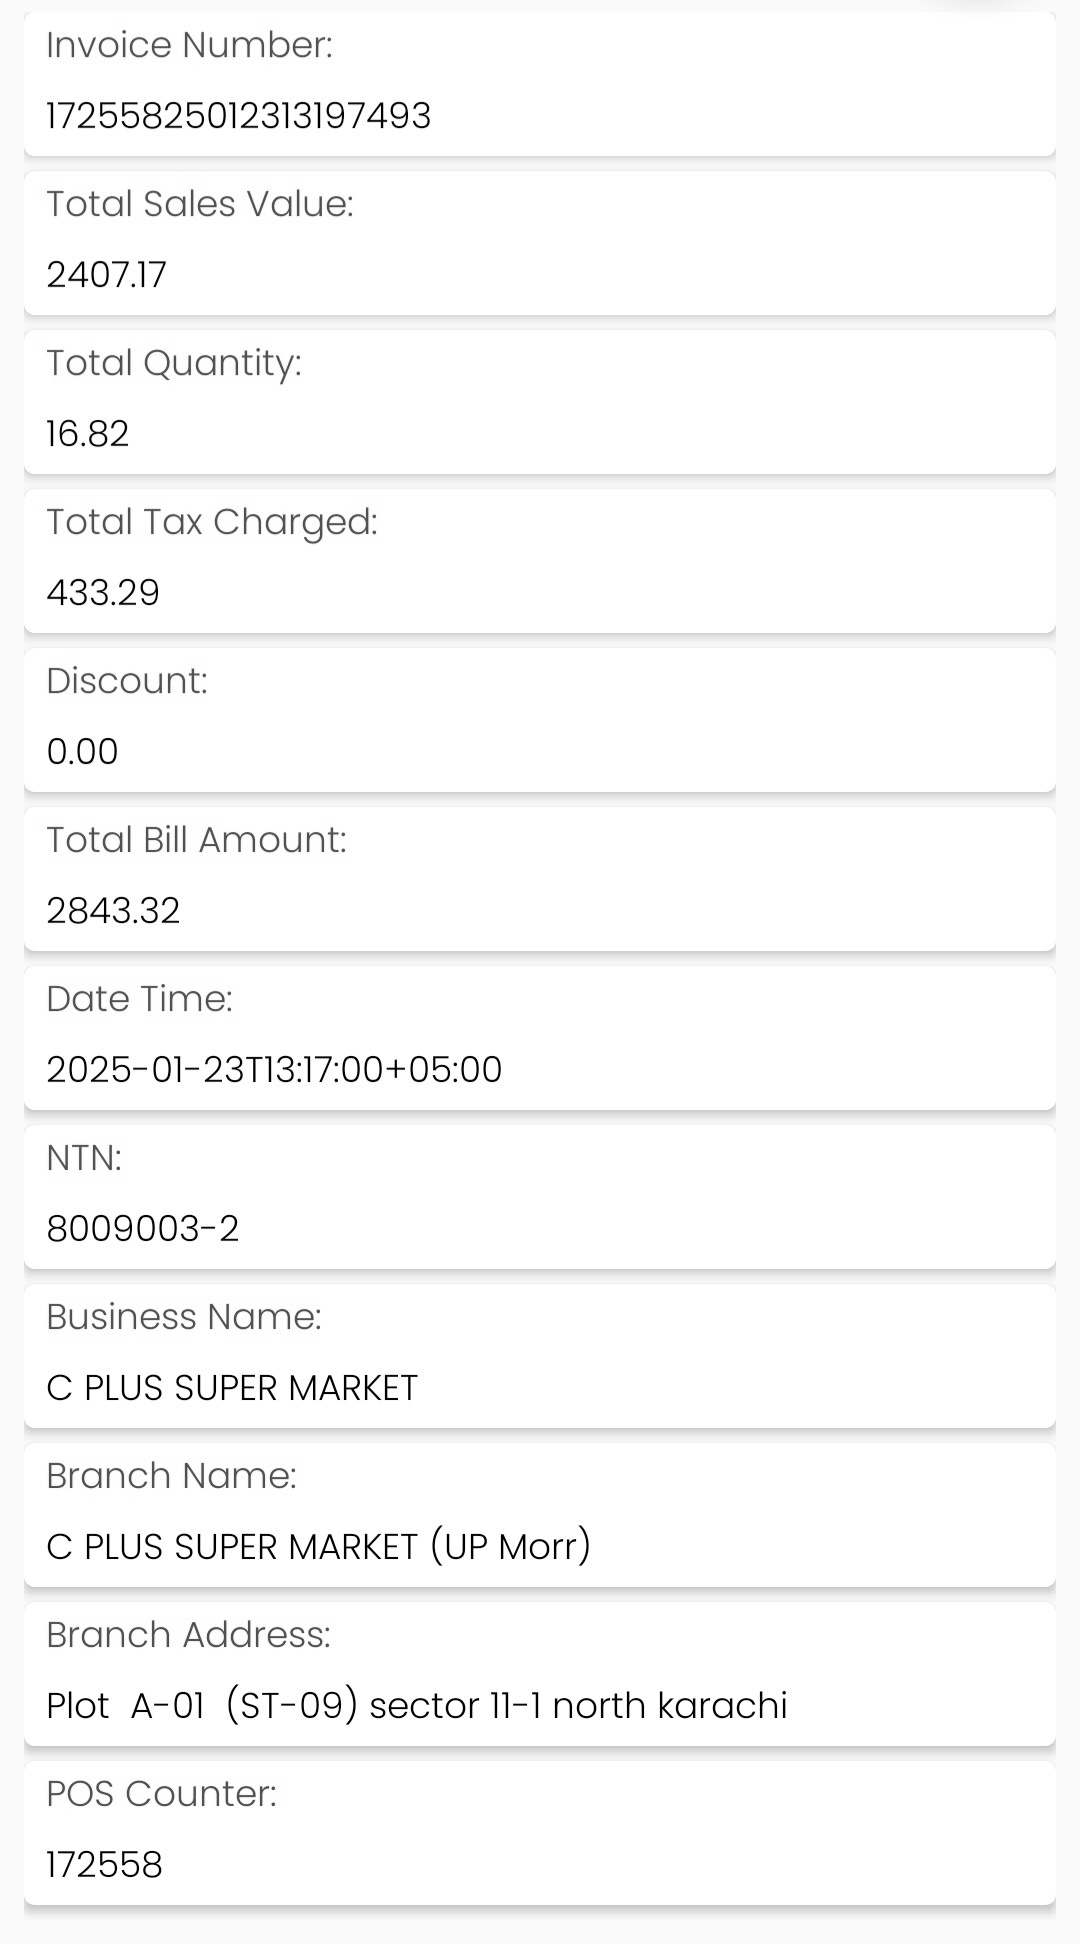 Invoice Number:
17255825012313197493
Total Sales Value:
2407.17
Total Quantity:
16.82
Total Tax Charged:
433.29
Discount:
0.00
Total Bill Amount:
2843.32
Date Time:
2025-01-23T13:17:00+05:00
NTN:
8009003-2
Business Name:
C PLUS SUPER MARKET
Branch Name:
C PLUS SUPER MARKET (UP Morr)
Branch Address:
Plot  A-01  (ST-09) sector 11-1 north karachi
POS Counter:
172558